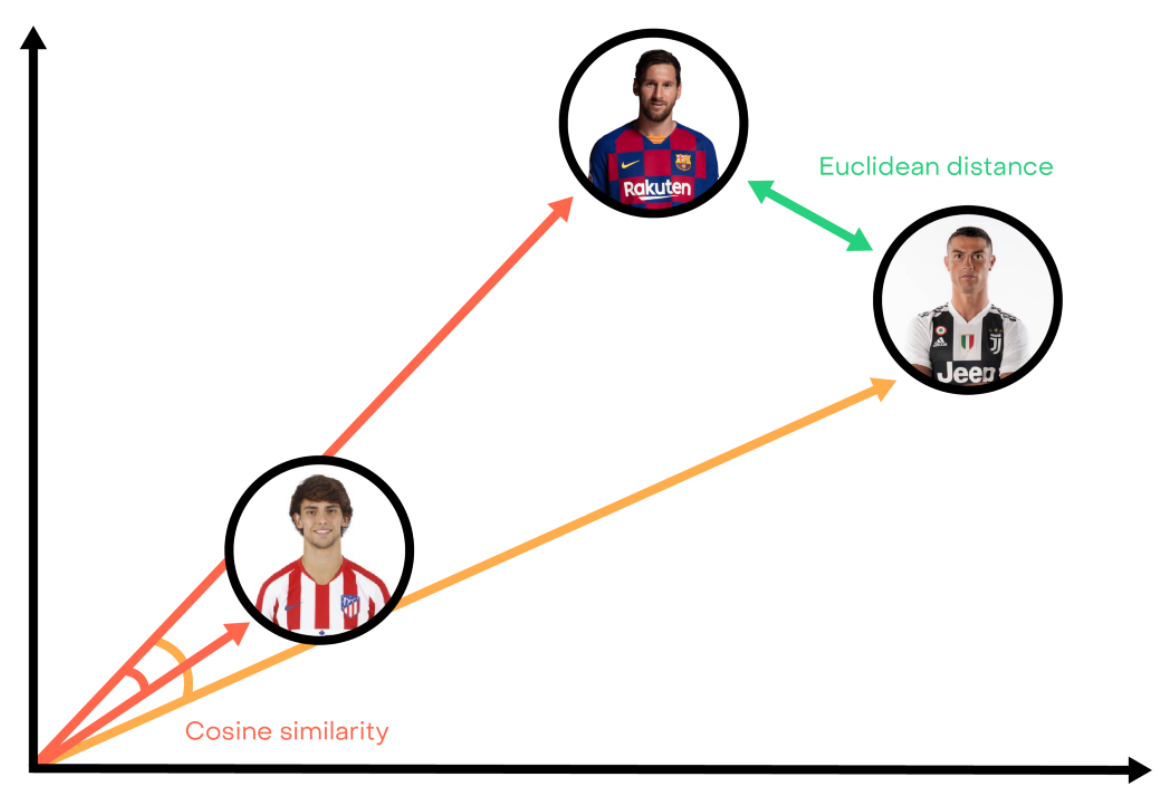 Euclidean distance
Rakuten
Jeep
Cosine similarity